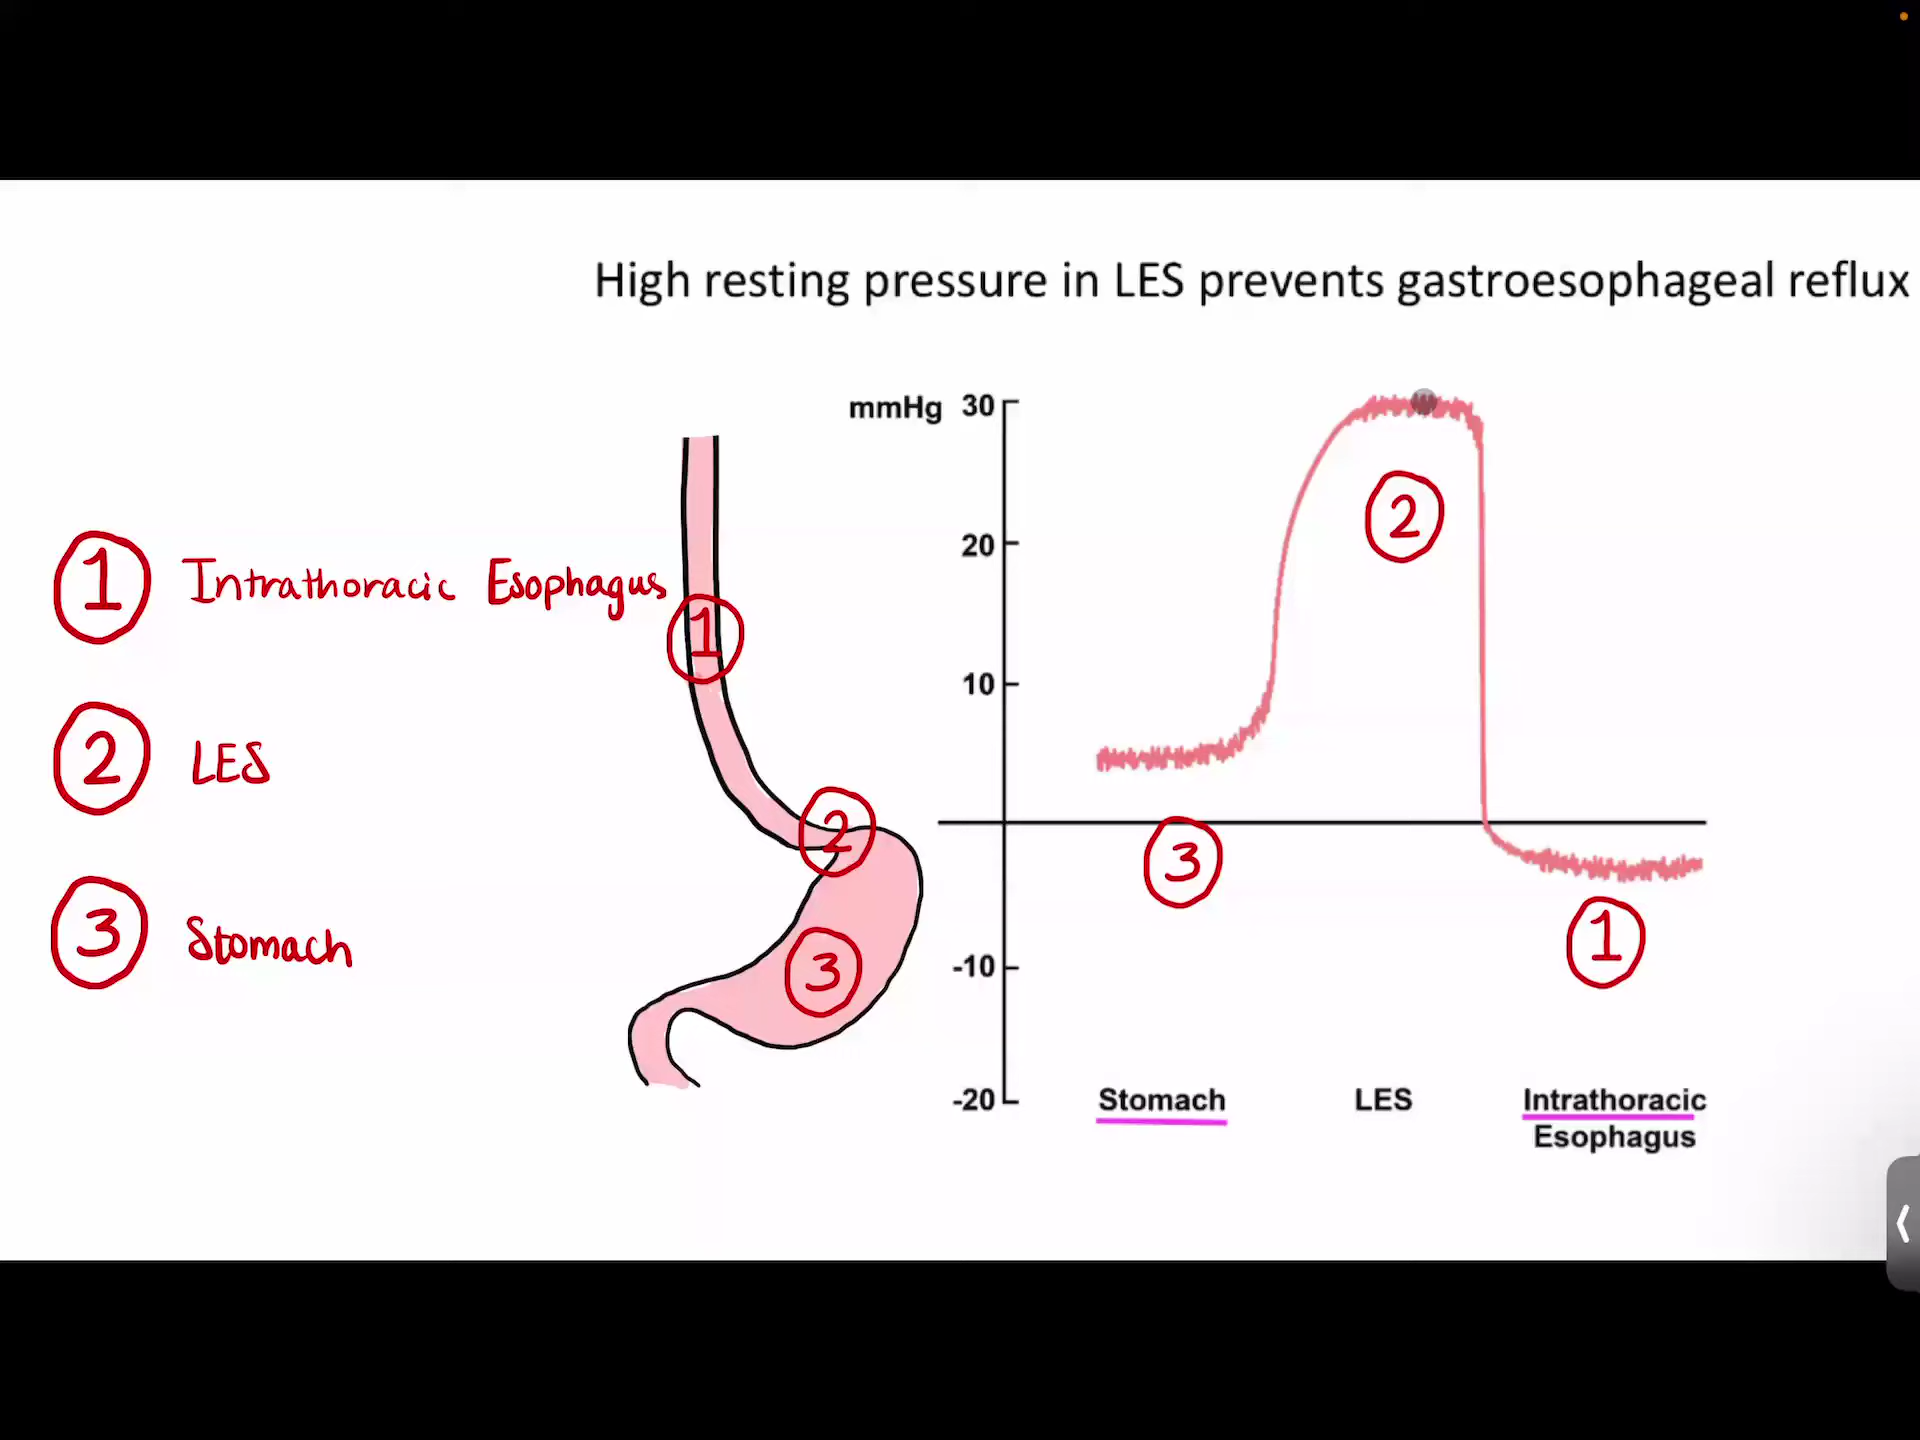 High resting pressure in LES prevents gastroesophageal reflux
mmHg 30
20
10
-10
-20
1 Intrathoracic Esophagus
2 LES
3 Stomach
1
2
3
2
3
1
Stomach LES Intrathoracic
Esophagus